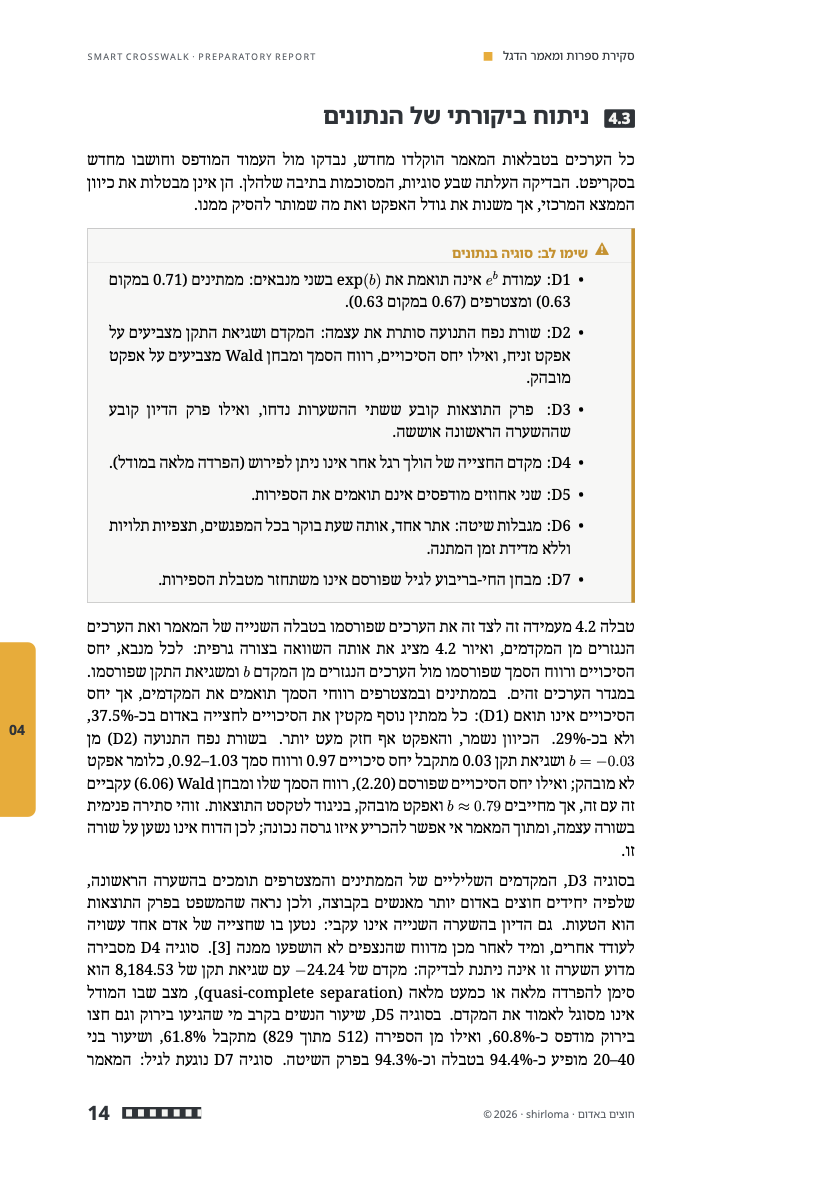 סקירת ספרות ומאמר הדגל
SMART CROSSWALK · PREPARATORY REPORT
4.3 ניתוח ביקורתי של הנתונים
כל הערכים בטבלאות המאמר הוקלדו מחדש, נבדקו מול העמוד המודפס וחושבו מחדש
בסקריפט. הבדיקה העלתה שבע סוגיות, המסוכמות בתיבה שלהלן. הן אינן מבטלות את כיוון
הממצא המרכזי, אך משנות את גודל האפקט ואת מה שמותר להסיק ממנו.
שימו לב: סוגיה בנתונים
• D1: עמודת e^b אינה תואמת את exp(b) בשני מנבאים: ממתינים (0.71 במקום
0.63) ומצטרפים (0.67 במקום 0.63).
• D2: שורת נפח התנועה סותרת את עצמה: המקדם ושגיאת התקן מצביעים על
אפקט זניח, ואילו יחס הסיכויים, רווח הסמך ומבחן Wald מצביעים על אפקט
מובהק.
• D3: פרק התוצאות קובע ששתי ההשערות נדחו, ואילו פרק הדיון קובע
שההשערה הראשונה אוששה.
• D4: מקדם החצייה של הולך רגל אחר אינו ניתן לפירוש (הפרדה מלאה במודל).
• D5: שני אחוזים מודפסים אינם תואמים את הספירות.
• D6: מגבלות שיטה: אתר אחד, אותה שעת בוקר בכל המפגשים, תצפיות תלויות
וללא מדידת זמן המתנה.
• D7: מבחן החי-בריבוע לגיל שפורסם אינו משתחזר מטבלת הספירות.
טבלה 4.2 מעמידה זה לצד זה את הערכים שפורסמו בטבלה השנייה של המאמר ואת הערכים
הנגזרים מן המקדמים, ואיור 4.2 מציג את אותה השוואה בצורה גרפית: לכל מנבא, יחס
הסיכויים ורווח הסמך שפורסמו מול הערכים הנגזרים מן המקדם b ומשגיאת התקן שפורסמו.
במגדר הערכים זהים. בממתינים ובמצטרפים רווחי הסמך תואמים את המקדמים, אך יחס
הסיכויים אינו תואם (D1): כל ממתין נוסף מקטין את הסיכויים לחצייה באדום בכ-37.5%,
ולא בכ-29%. הכיוון נשמר, והאפקט אף חזק מעט יותר. בשורת נפח התנועה (D2) מן
b = −0.03 ושגיאת תקן 0.03 מתקבל יחס סיכויים 0.97 ורווח סמך 0.92–1.03, כלומר אפקט
לא מובהק; ואילו יחס הסיכויים שפורסם (2.20), רווח הסמך שלו ומבחן Wald (6.06) עקביים
זה עם זה, אך מחייבים b ≈ 0.79 ואפקט מובהק, בניגוד לטקסט התוצאות. זוהי סתירה פנימית
בשורה עצמה, ומתוך המאמר אי אפשר להכריע איזו גרסה נכונה; לכן הדוח אינו נשען על שורה
זו.
בסוגיה D3, המקדמים השליליים של הממתינים והמצטרפים תומכים בהשערה הראשונה,
שלפיה יחידים חוצים באדום יותר מאנשים בקבוצה, ולכן נראה שהמשפט בפרק התוצאות
הוא הטעות. גם הדיון בהשערה השנייה אינו עקבי: נטען בו שחצייה של אדם אחד עשויה
לעודד אחרים, ומיד לאחר מכן מדווח שהנצפים לא הושפעו ממנה [3]. סוגיה D4 מסבירה
מדוע השערה זו אינה ניתנת לבדיקה: מקדם של −24.24 עם שגיאת תקן של 8,184.53 הוא
סימן להפרדה מלאה או כמעט מלאה (quasi-complete separation), מצב שבו המודל
אינו מסוגל לאמוד את המקדם. בסוגיה D5, שיעור הנשים בקרב מי שהגיעו בירוק וגם חצו
בירוק מודפס כ-60.8%, ואילו מן הספירה (512 מתוך 829) מתקבל 61.8%, ושיעור בני
20–40 מופיע כ-94.4% בטבלה וכ-94.3% בפרק השיטה. סוגיה D7 נוגעת לגיל: המאמר
04
חוצים באדום · shirloma · 2026 ©
14